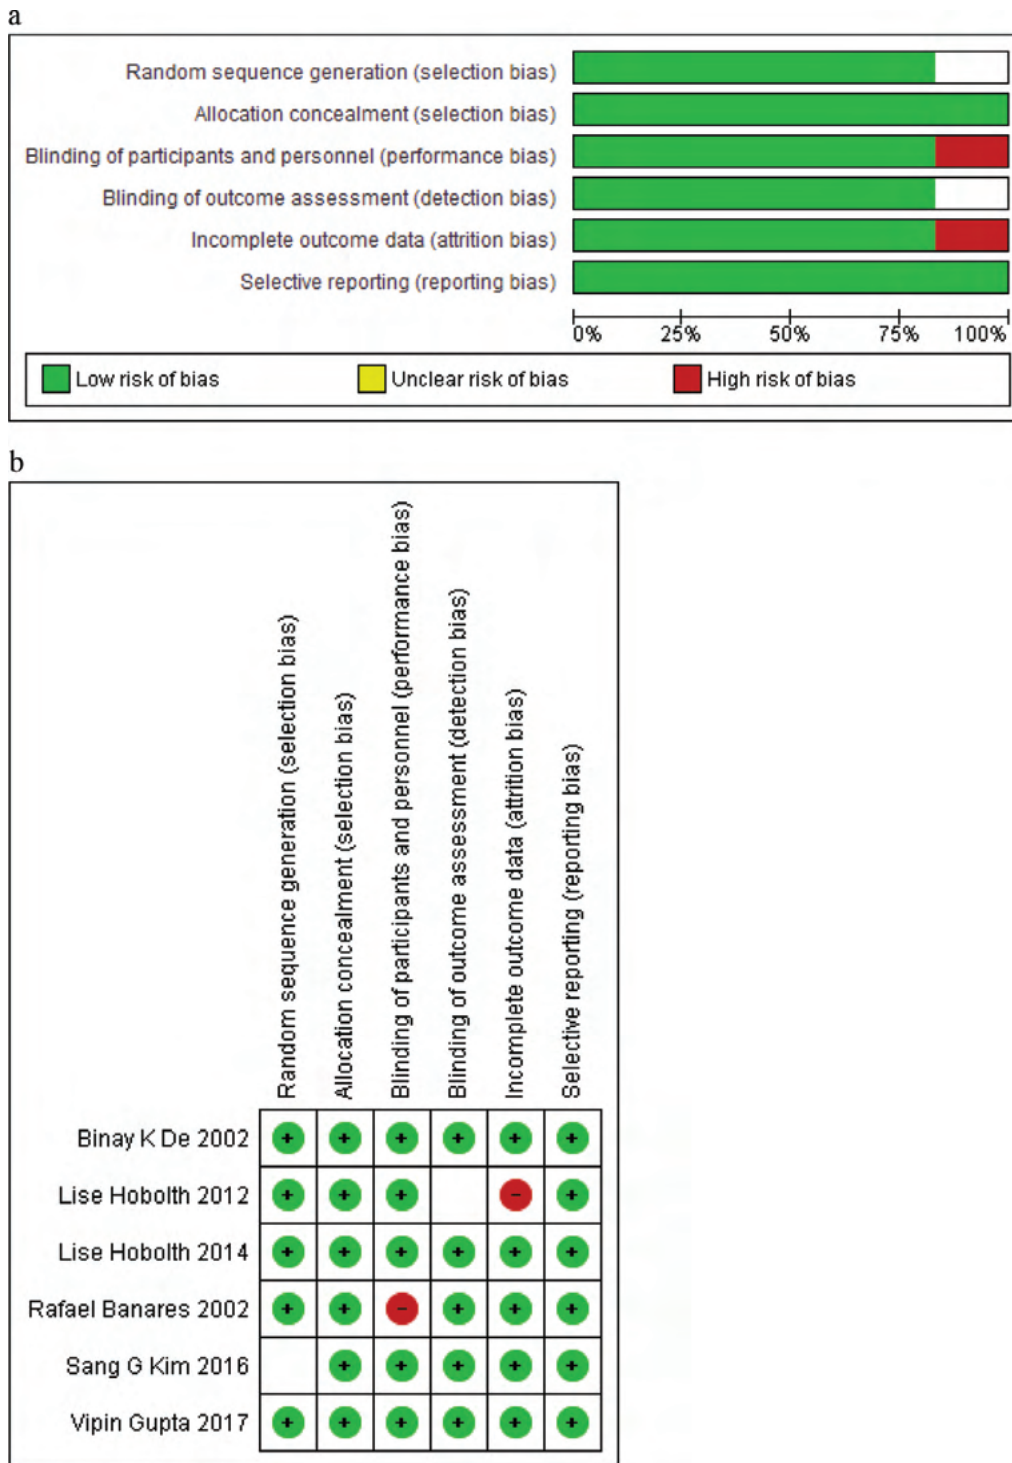 a
Random sequence generation (selection bias)
Allocation concealment (selection bias)
Blinding of participants and personnel (performance bias)
Blinding of outcome assessment (detection bias)
Incomplete outcome data (attrition bias)
Selective reporting (reporting bias)
0% 25% 50% 75% 100%
Low risk of bias Unclear risk of bias High risk of bias
b
Random sequence generation (selection bias)
Allocation concealment (selection bias)
Blinding of participants and personnel (performance bias)
Blinding of outcome assessment (detection bias)
Incomplete outcome data (attrition bias)
Selective reporting (reporting bias)
Binay K De 2002 + + + + + +
Lise Hobolth 2012 + + + - +
Lise Hobolth 2014 + + + + + +
Rafael Banares 2002 + + - + + +
Sang G Kim 2016 + + + + +
Vipin Gupta 2017 + + + + + +